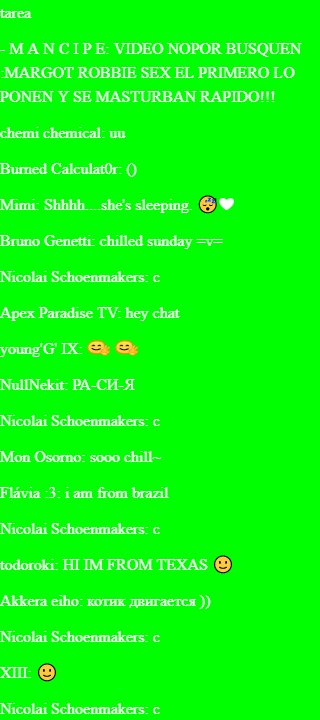 tarea
- M A N C I P E: VIDEO NOPOR BUSQUEN
:MARGOT ROBBIE SEX EL PRIMERO LO
PONEN Y SE MASTURBAN RAPIDO!!!
chemi chemical: uu
Burned Calculat0r: ()
Mimi: Shhhh....she's sleeping. 😴🤍
Bruno Genetti: chilled sunday =v=
Nicolai Schoenmakers: c
Apex Paradise TV: hey chat
young'G' IX: 🤗 🤗
NullNekit: РА-СИ-Я
Nicolai Schoenmakers: c
Mon Osorno: sooo chill~
Flávia :3: i am from brazil
Nicolai Schoenmakers: c
todoroki: HI IM FROM TEXAS 🙂
Akkera eiho: котик двигается ))
Nicolai Schoenmakers: c
XIII: 🙂
Nicolai Schoenmakers: c